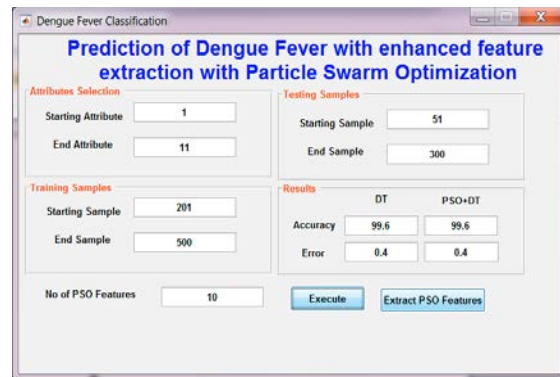 Dengue Fever Classification
Prediction of Dengue Fever with enhanced feature
extraction with Particle Swarm Optimization
Attributes Selection
Starting Attribute 1
End Attribute 11
Testing Samples
Starting Sample 51
End Sample 300
Training Samples
Starting Sample 201
End Sample 500
Results
DT PSO+DT
Accuracy 99.6 99.6
Error 0.4 0.4
No of PSO Features 10
Execute
Extract PSO Features